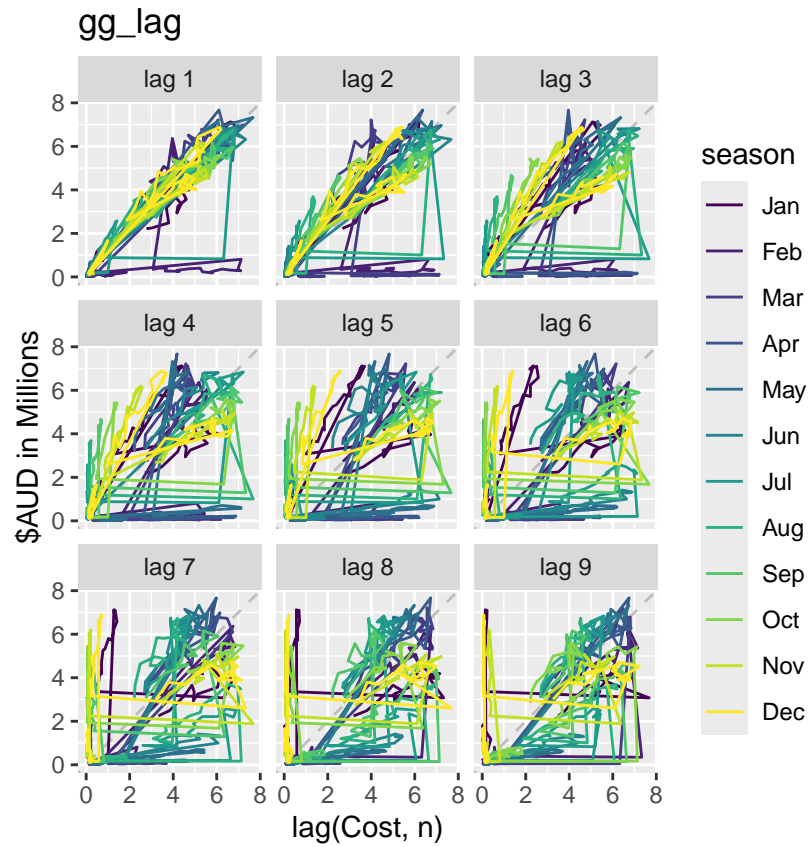 gg_lag
lag 1 lag 2 lag 3
8
6
4
2
0
lag 4 lag 5 lag 6
8
6
4
2
0
lag 7 lag 8 lag 9
8
6
4
2
0
0 2 4 6 8 0 2 4 6 8 0 2 4 6 8
lag(Cost, n)
$AUD in Millions
season
Jan
Feb
Mar
Apr
May
Jun
Jul
Aug
Sep
Oct
Nov
Dec